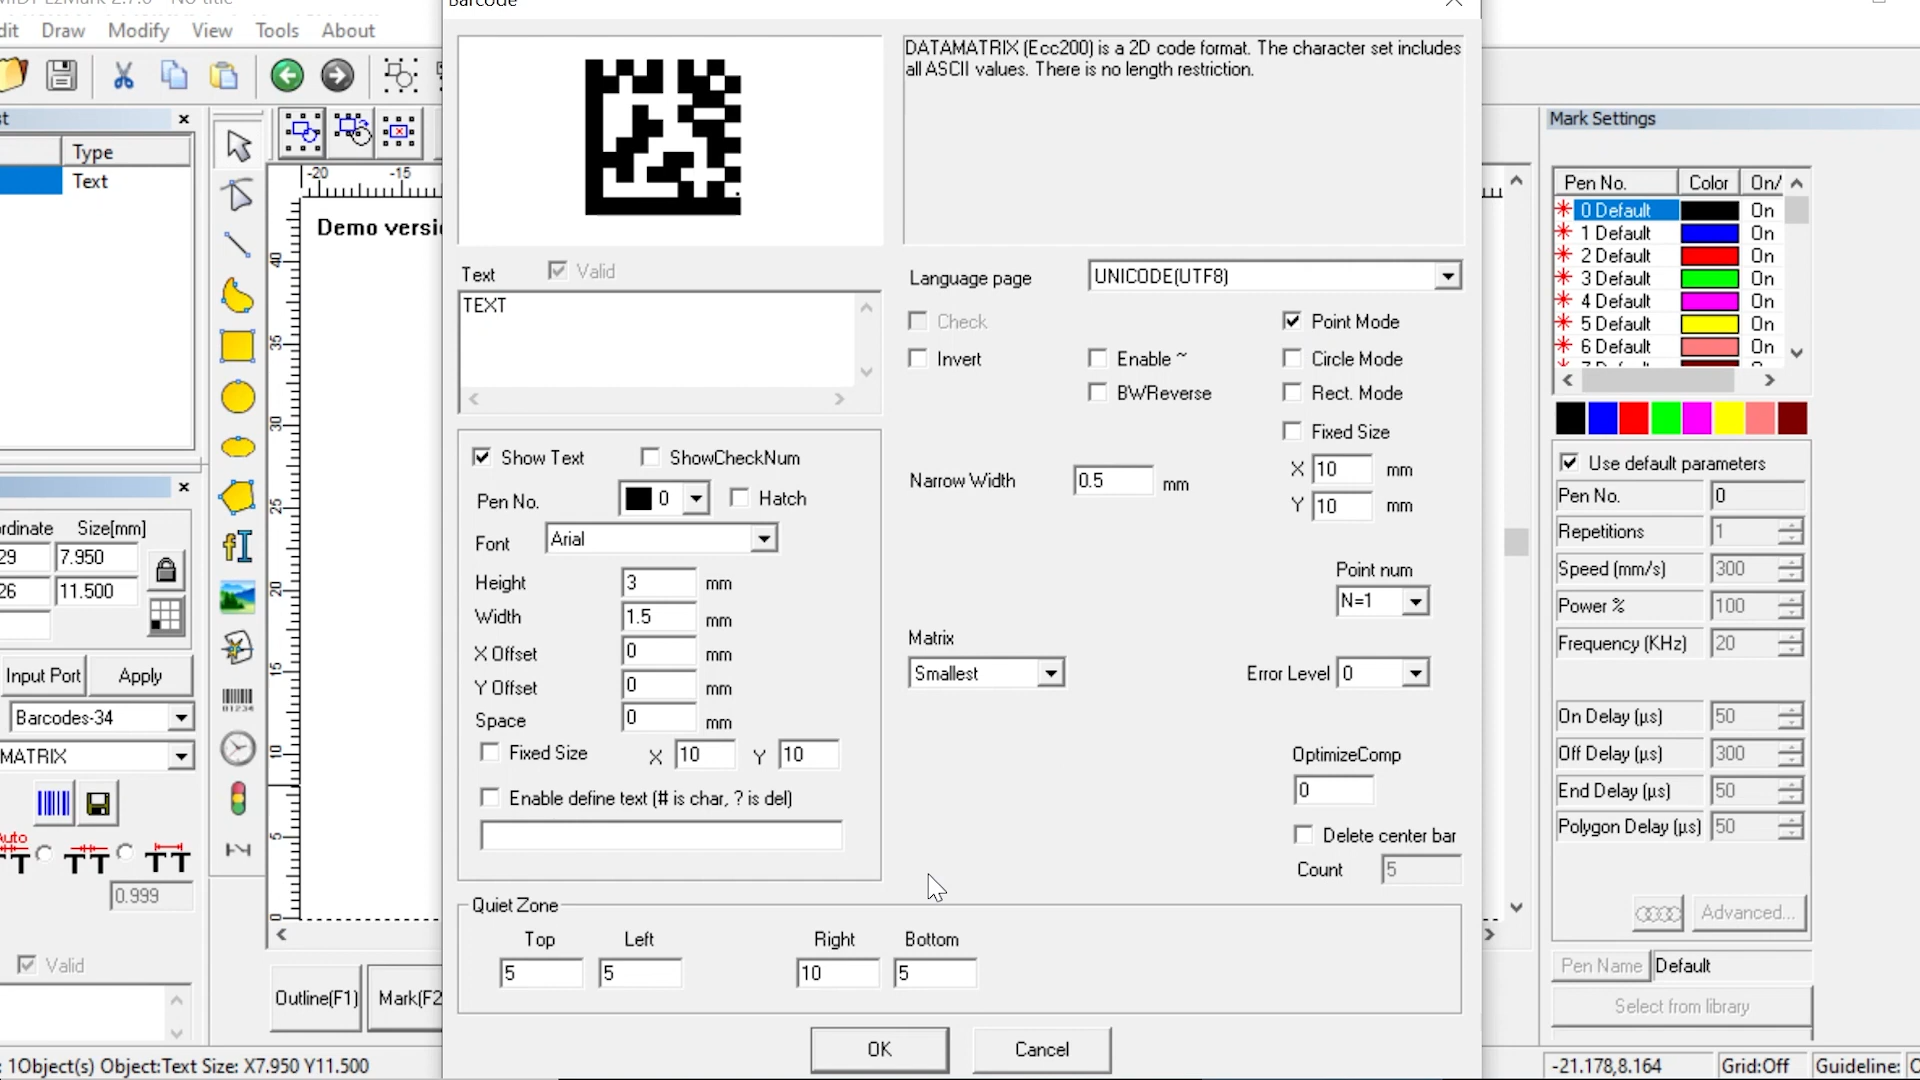 Barcode
Draw
Modify
View
Tools
About
Type
Text
-20
-15
Demo
40
35
30
25
20
15
10
5
0
Size[mm]
7.950
11.500
Input Port
Apply
Barcodes-34
MATRIX
0.999
Valid
Outline(F1)
Mark(F2
1Object(s) Object:Text Size: X7.950 Y11.500
Text
Valid
TEXT
Show Text
ShowCheckNum
Pen No.
0
Hatch
Font
Arial
Height
3
mm
Width
1.5
mm
X Offset
0
mm
Y Offset
0
mm
Space
0
mm
Fixed Size
X
10
Y
10
Enable define text (# is char, ? is del)
Quiet Zone
Top
Left
Right
Bottom
5
5
10
5
OK
Cancel
DATAMATRIX (Ecc200) is a 2D code format. The character set includes
all ASCII values. There is no length restriction.
Language page
UNICODE(UTF8)
Check
Point Mode
Invert
Enable ~
Circle Mode
BWReverse
Rect. Mode
Fixed Size
Narrow Width
0.5
mm
X
10
mm
Y
10
mm
Point num
N=1
Matrix
Smallest
Error Level
0
OptimizeComp
0
Delete center bar
Count
5
Mark Settings
Pen No.
Color
On/
0 Default
On
1 Default
On
2 Default
On
3 Default
On
4 Default
On
5 Default
On
6 Default
On
Use default parameters
Pen No.
0
Repetitions
1
Speed (mm/s)
300
Power %
100
Frequency (KHz)
20
On Delay (µs)
50
Off Delay (µs)
300
End Delay (µs)
50
Polygon Delay (µs)
50
Advanced...
Pen Name
Default
Select from library
-21.178,8.164
Grid:Off
Guideline: